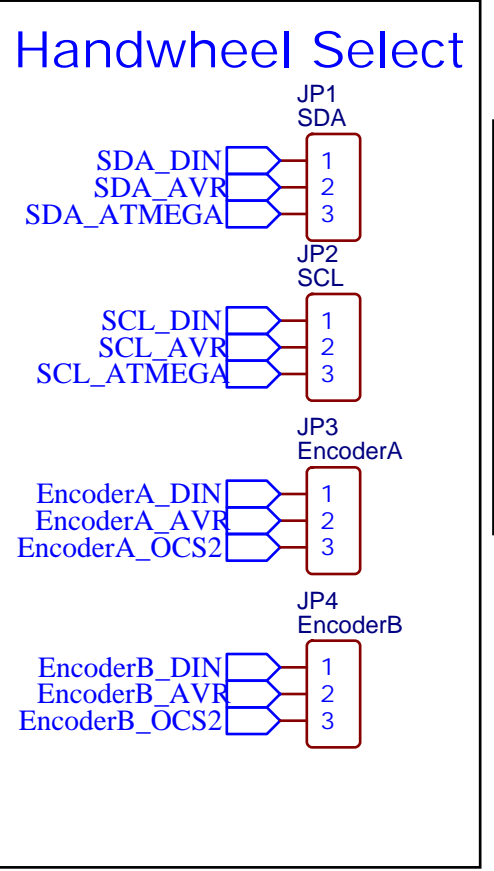 Handwheel Select
JP1
SDA
SDA_DIN 1
SDA_AVR 2
SDA_ATMEGA 3
JP2
SCL
SCL_DIN 1
SCL_AVR 2
SCL_ATMEGA 3
JP3
EncoderA
EncoderA_DIN 1
EncoderA_AVR 2
EncoderA_OCS2 3
JP4
EncoderB
EncoderB_DIN 1
EncoderB_AVR 2
EncoderB_OCS2 3